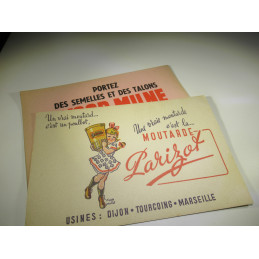 PORTEZ
DES SEMELLES ET DES TALONS
Un vrai moutard...
c'est un poulbot.
Une vraie moutarde
c'est la...
MOUTARDE
Parizot
USINES : DIJON • TOURCOING • MARSEILLE